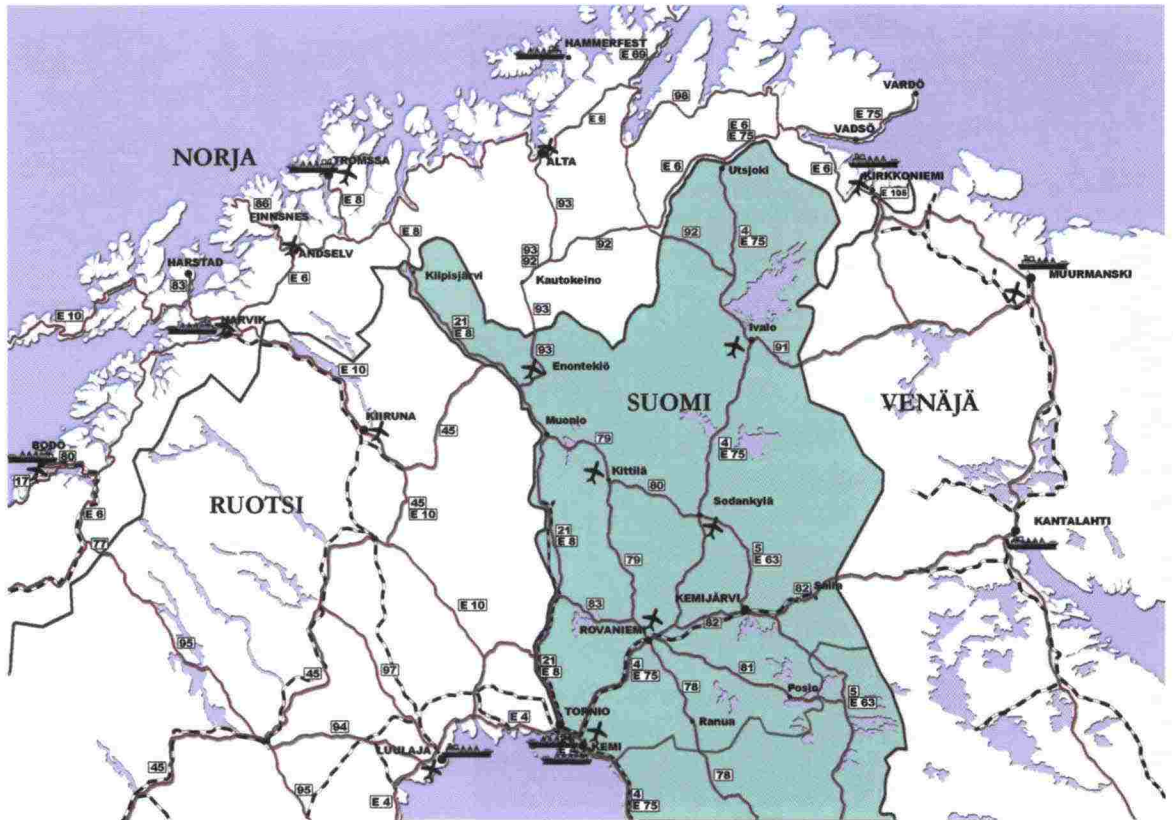 HAMMERFEST
E 69
VARDÖ
98
E 75
E 6
VADSÖ
E 6
E 75
NORJA
TROMSSA
ALTA
E 6
Utsjoki
E 6
KIRKKONIEMI
E 105
86
E 8
FINNSNES
93
4
E 75
E 8
92
92
ANDSELV
93
92
HARSTAD
E 6
Kilpisjärvi
Kautokeino
MUURMANSKI
83
E 10
NARVIK
21
E 8
93
Ivalo
91
E 10
93
Enontekiö
SUOMI
VENÄJÄ
KIIRUNA
45
Muonio
79
4
E 75
BODÖ
80
17
Kittilä
80
RUOTSI
45
E 10
Sodankylä
E 6
KANTALAHTI
77
21
E 8
79
5
E 63
82
Salla
KEMIJÄRVI
E 10
83
ROVANIEMI
82
95
21
E 8
4
E 75
81
45
97
78
Posio
5
E 63
TORNIO
Ranua
94
E 4
KEMI
LUULAJA
45
78
95
E 4
4
E 75